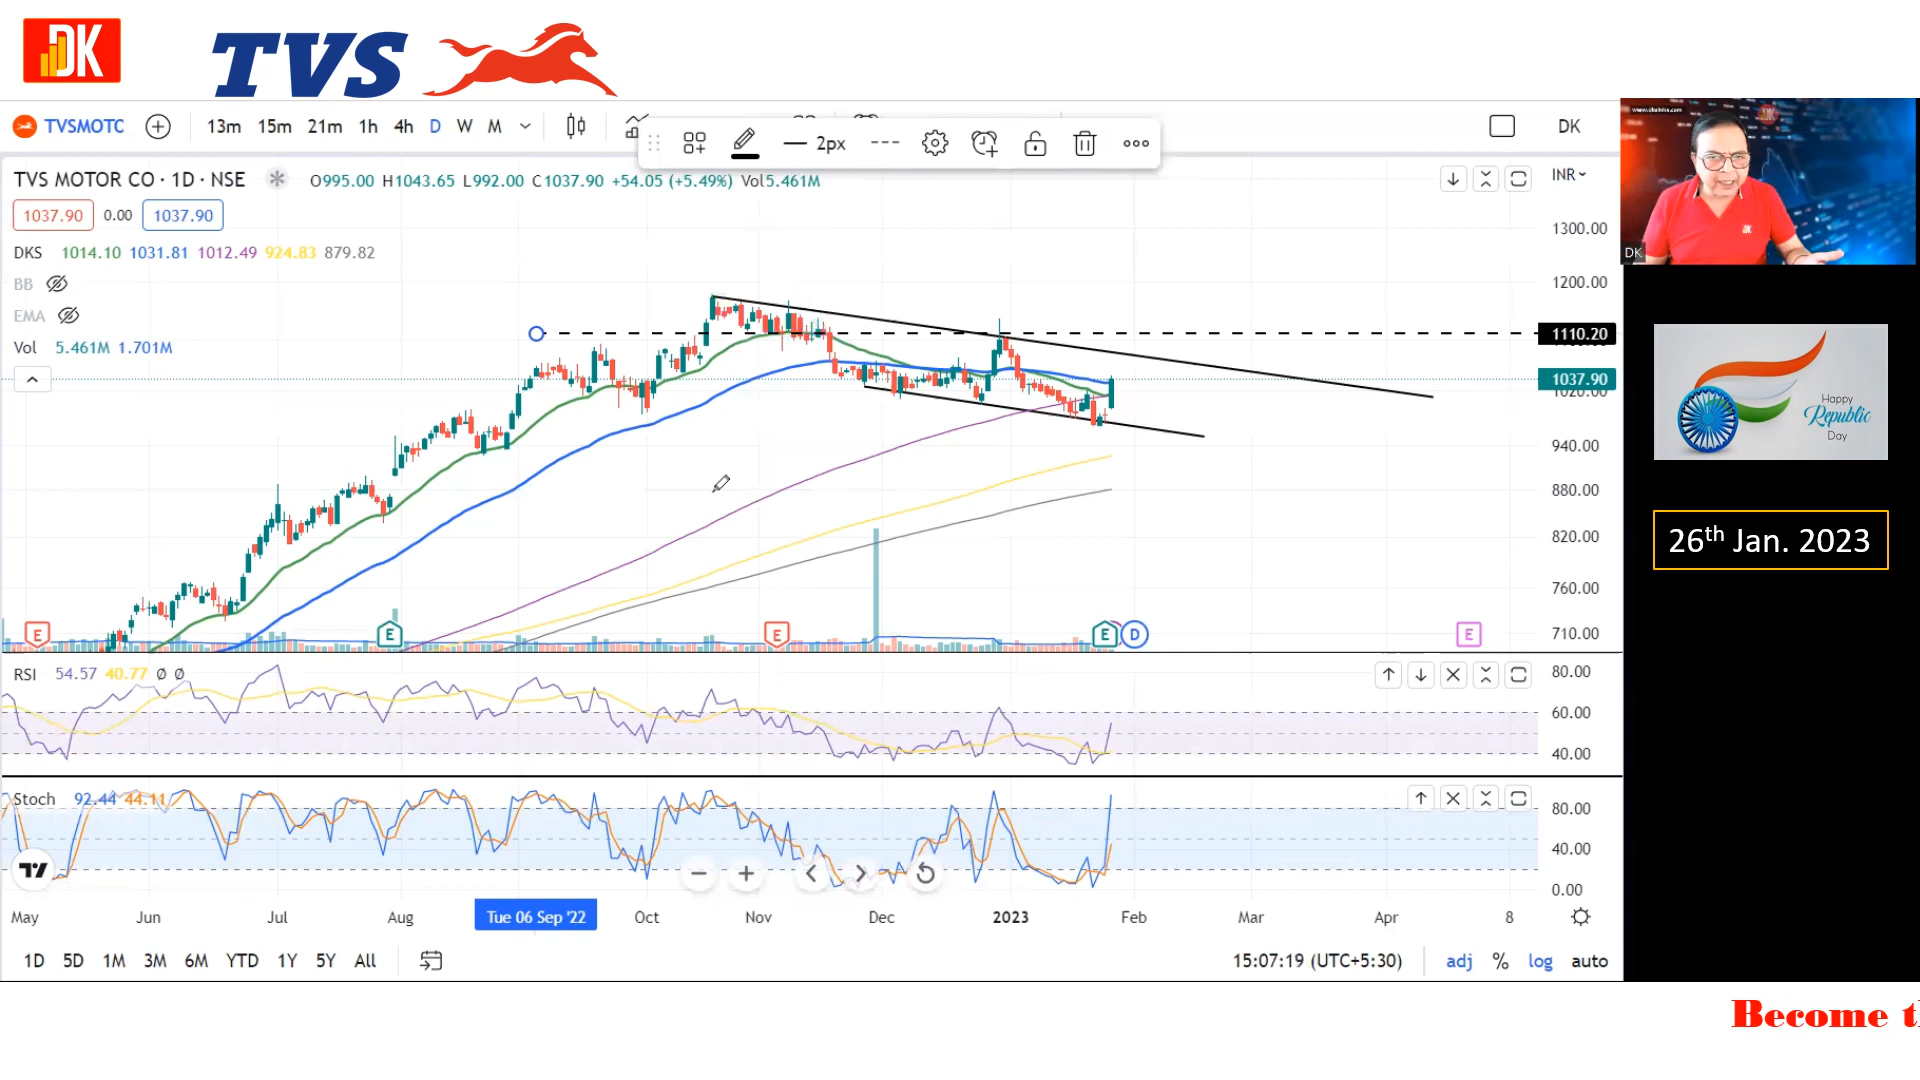 DK
TVS
www.dksinha.com
TVSMOTC
13m 15m 21m 1h 4h D W M
2px
DK
TVS MOTOR CO · 1D · NSE
O995.00 H1043.65 L992.00 C1037.90 +54.05 (+5.49%) Vol5.461M
INR
1037.90 0.00 1037.90
DKS 1014.10 1031.81 1012.49 924.83 879.82
BB
EMA
Vol 5.461M 1.701M
1300.00
1200.00
1110.20
1037.90
1020.00
940.00
880.00
820.00
760.00
710.00
E E E E D E
RSI 54.57 40.77 Ø Ø
80.00
60.00
40.00
Stoch 92.44 44.11
80.00
40.00
0.00
May Jun Jul Aug Tue 06 Sep '22 Oct Nov Dec 2023 Feb Mar Apr 8
1D 5D 1M 3M 6M YTD 1Y 5Y All
15:07:19 (UTC+5:30) adj % log auto
DK
DK
Happy
Republic
Day
26th Jan. 2023
Become